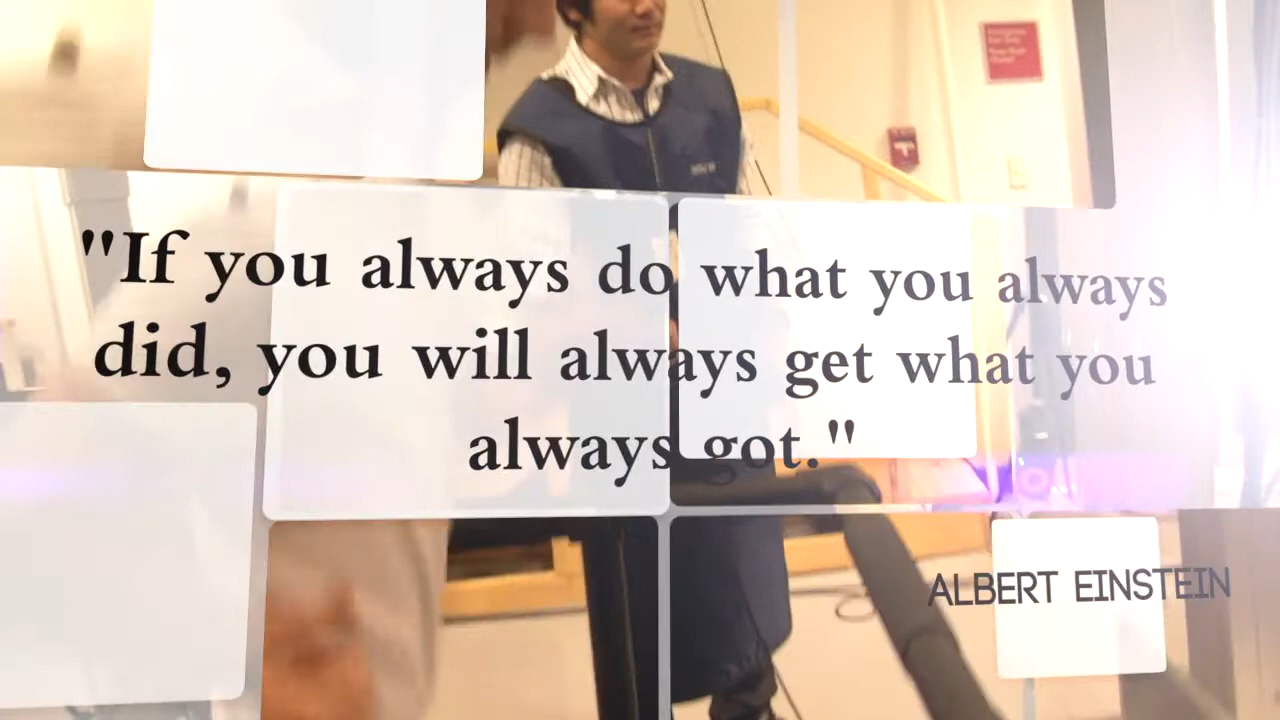 "If you always do what you always
did, you will always get what you
always got."
ALBERT EINSTEIN